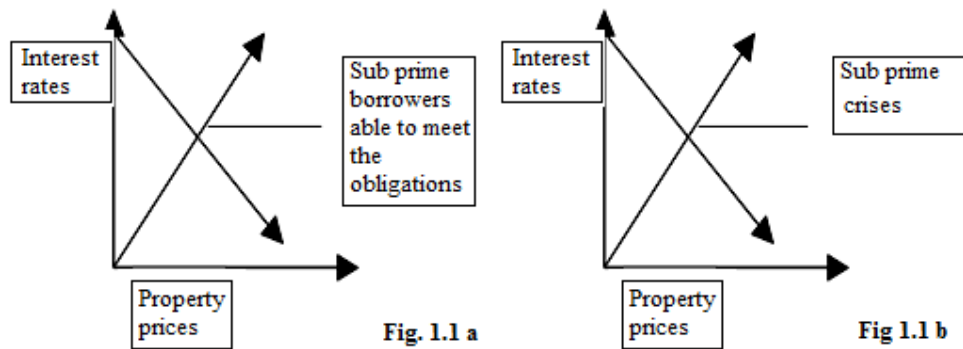 Interest
rates
Sub prime
borrowers
able to meet
the
obligations
Property
prices
Fig. 1.1 a
Interest
rates
Sub prime
crises
Property
prices
Fig 1.1 b